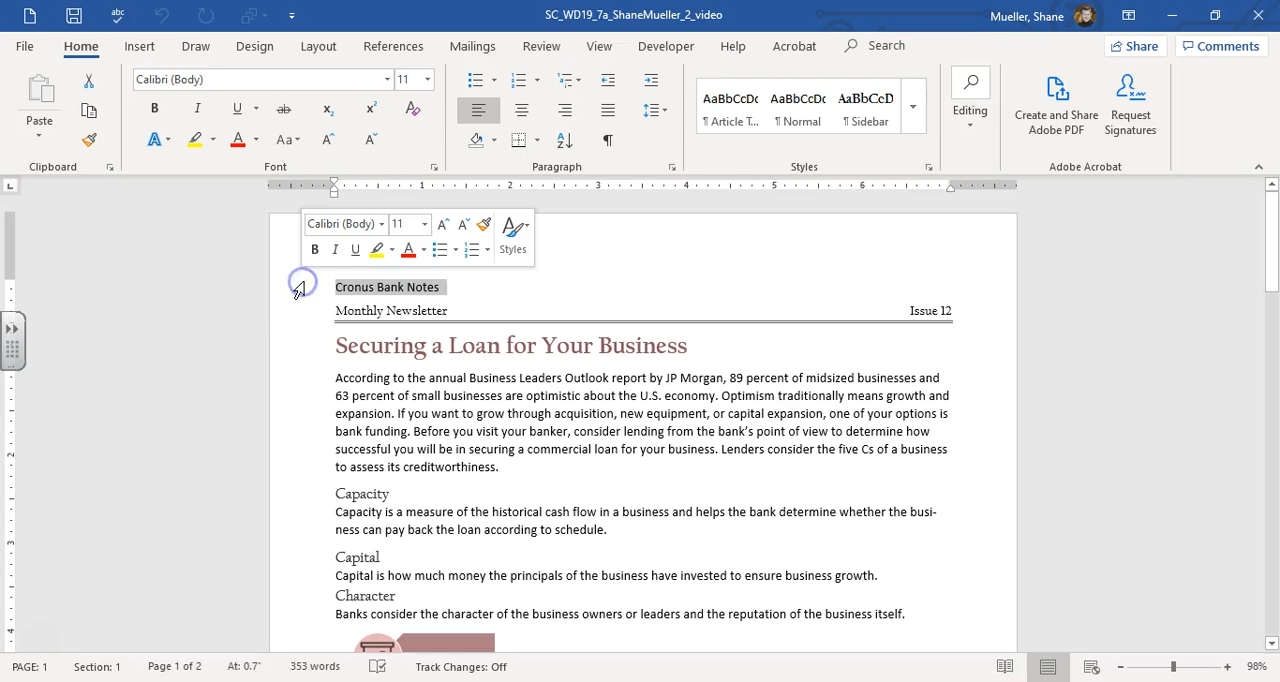 SC_WD19_7a_ShaneMueller_2_video
Mueller, Shane
File Home Insert Draw Design Layout References Mailings Review View Developer Help Acrobat Search Share Comments
Calibri (Body) 11
Paste
Clipboard
Font
Paragraph
AaBbCcDc AaBbCcDc AaBbCcD
¶ Article T... ¶ Normal ¶ Sidebar
Styles
Editing
Create and Share Adobe PDF
Request Signatures
Adobe Acrobat
1 2 3 4 5 6
Calibri (Body) 11
B I U Styles
Cronus Bank Notes
Monthly Newsletter Issue 12
Securing a Loan for Your Business
According to the annual Business Leaders Outlook report by JP Morgan, 89 percent of midsized businesses and
63 percent of small businesses are optimistic about the U.S. economy. Optimism traditionally means growth and
expansion. If you want to grow through acquisition, new equipment, or capital expansion, one of your options is
bank funding. Before you visit your banker, consider lending from the bank's point of view to determine how
successful you will be in securing a commercial loan for your business. Lenders consider the five Cs of a business
to assess its creditworthiness.
Capacity
Capacity is a measure of the historical cash flow in a business and helps the bank determine whether the busi-
ness can pay back the loan according to schedule.
Capital
Capital is how much money the principals of the business have invested to ensure business growth.
Character
Banks consider the character of the business owners or leaders and the reputation of the business itself.
PAGE: 1 Section: 1 Page 1 of 2 At: 0.7" 353 words Track Changes: Off 98%